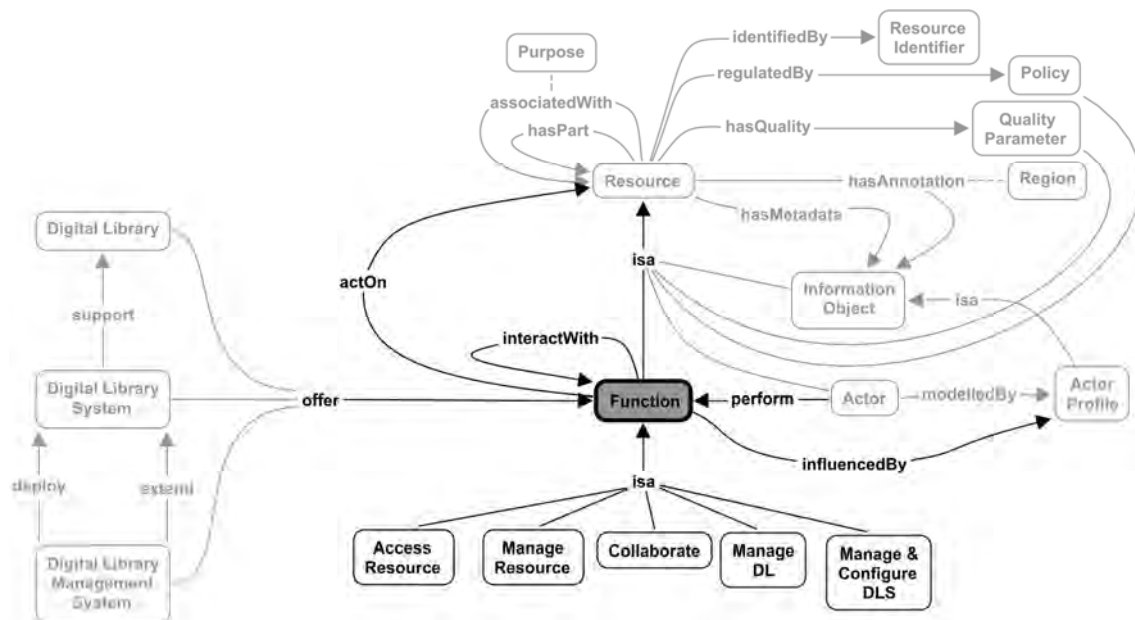 identifiedBy
Resource
Identifier
Purpose
regulatedBy
Policy
associatedWith
hasPart
hasQuality
Quality
Parameter
Resource
hasAnnotation
Region
hasMetadata
Digital Library
isa
actOn
Information
Object
isa
support
interactWith
Digital Library
System
offer
Function
perform
Actor
modelledBy
Actor
Profile
influencedBy
deploy
extend
isa
Access
Resource
Manage
Resource
Collaborate
Manage
DL
Manage &
Configure
DLS
Digital Library
Management
System